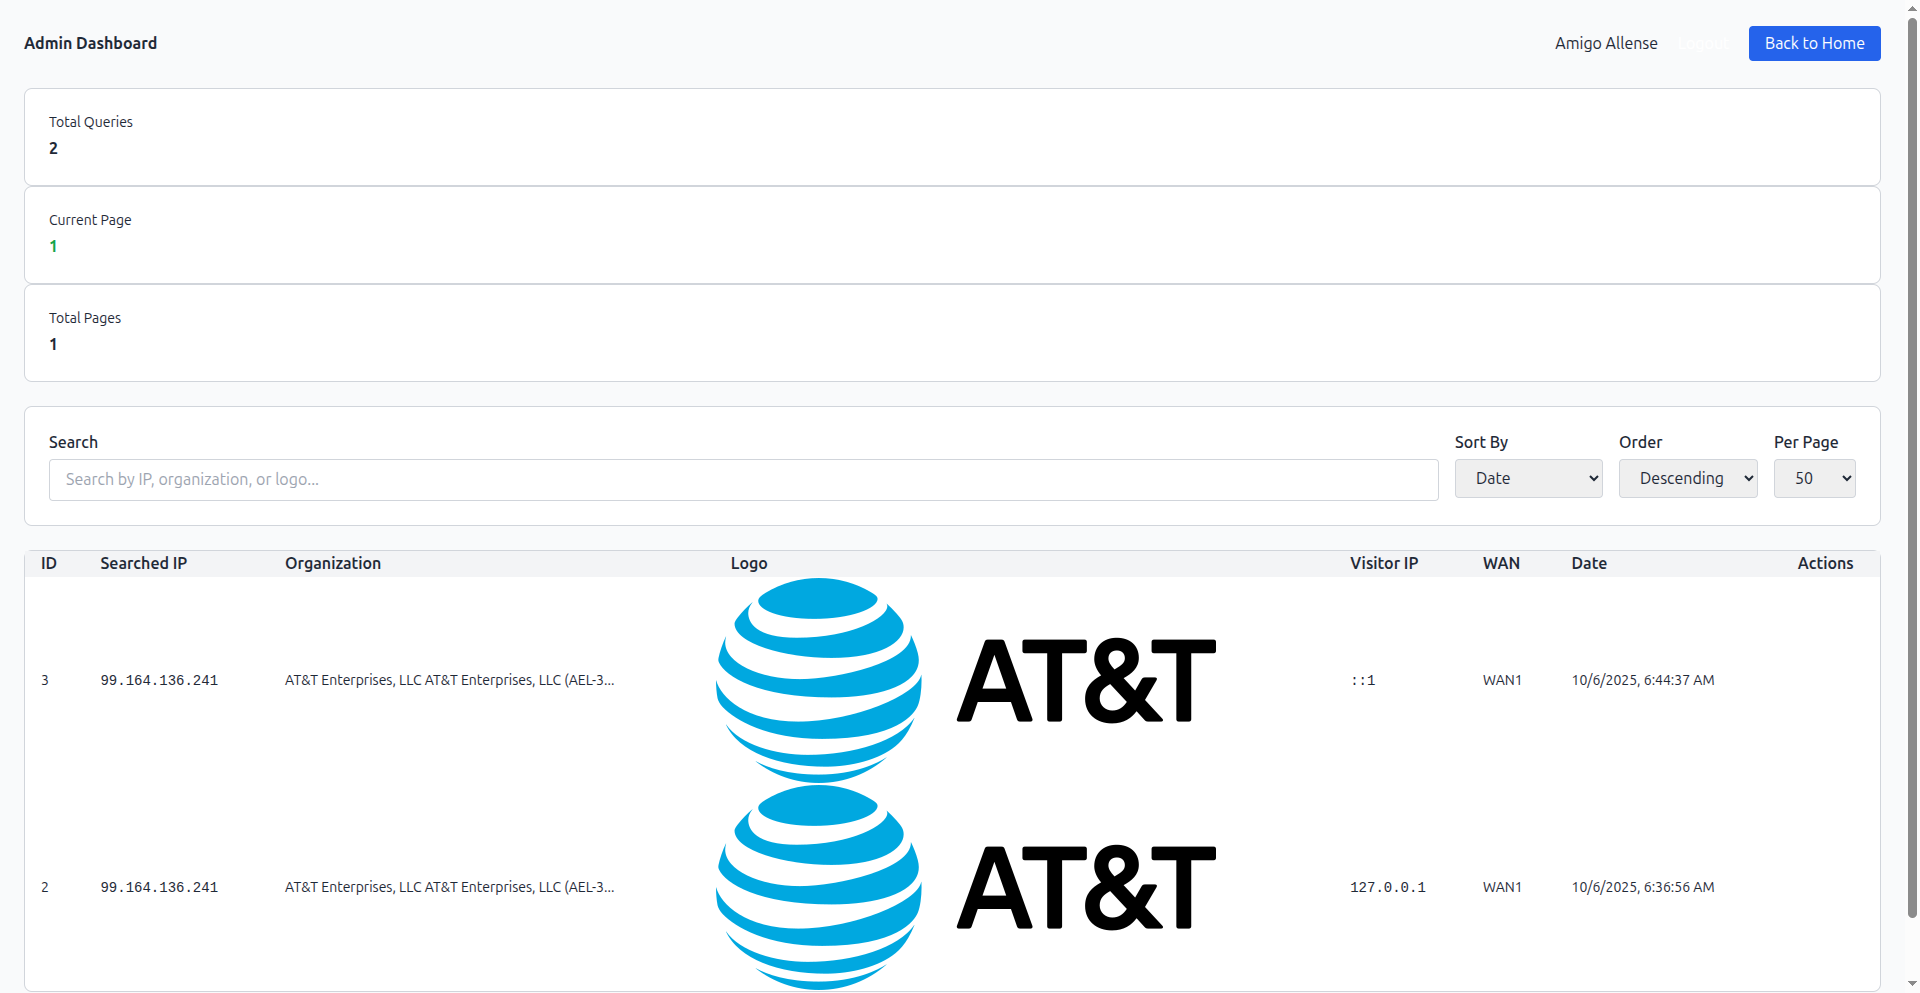 Admin Dashboard
Amigo Allense Logout Back to Home
Total Queries
2
Current Page
1
Total Pages
1
Search Sort By Order Per Page
Search by IP, organization, or logo... Date Descending 50
ID Searched IP Organization Logo Visitor IP WAN Date Actions
3 99.164.136.241 AT&T Enterprises, LLC AT&T Enterprises, LLC (AEL-3... AT&T ::1 WAN1 10/6/2025, 6:44:37 AM
2 99.164.136.241 AT&T Enterprises, LLC AT&T Enterprises, LLC (AEL-3... AT&T 127.0.0.1 WAN1 10/6/2025, 6:36:56 AM